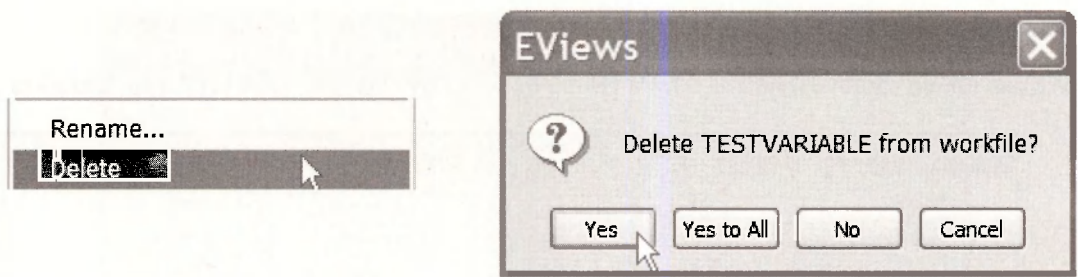 Rename...
Delete
EViews
Delete TESTVARIABLE from workfile?
Yes
Yes to All
No
Cancel